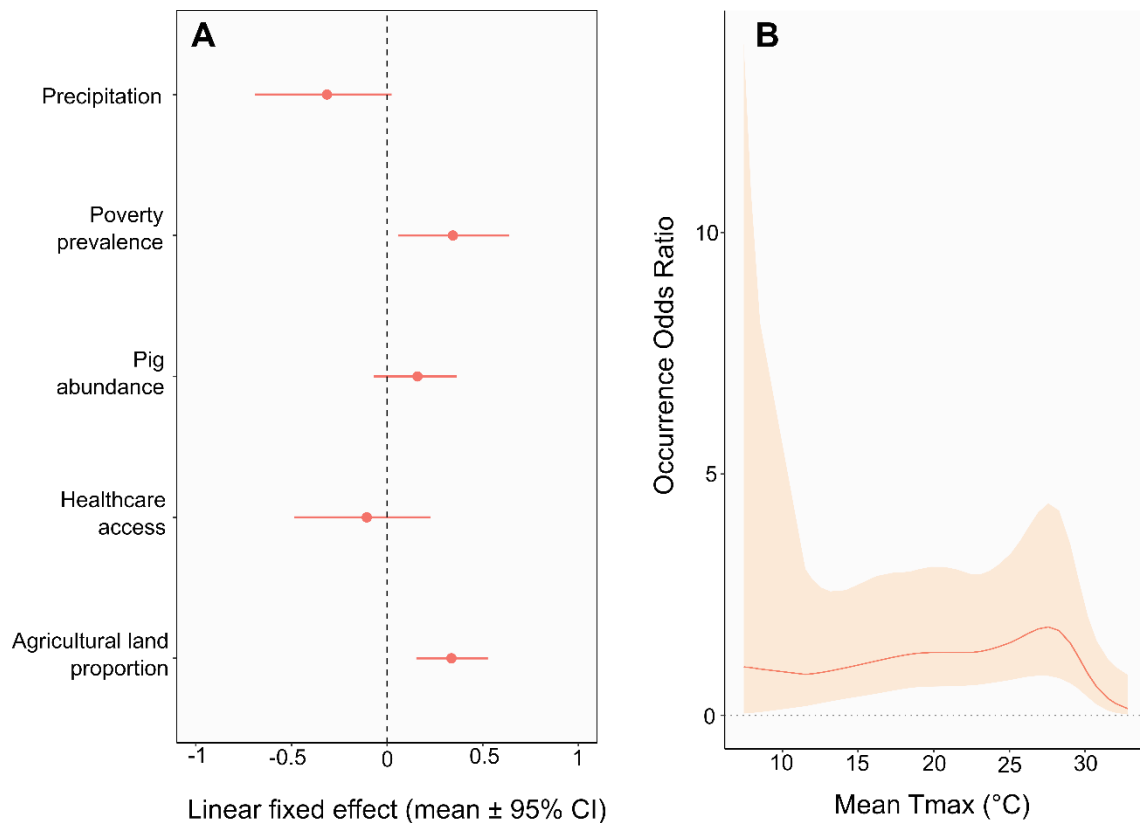 A
Precipitation
Poverty
prevalence
Pig
abundance
Healthcare
access
Agricultural land
proportion
-1
-0.5
0
0.5
1
Linear fixed effect (mean ± 95% CI)
B
Occurrence Odds Ratio
10
5
0
10
15
20
25
30
Mean Tmax (°C)